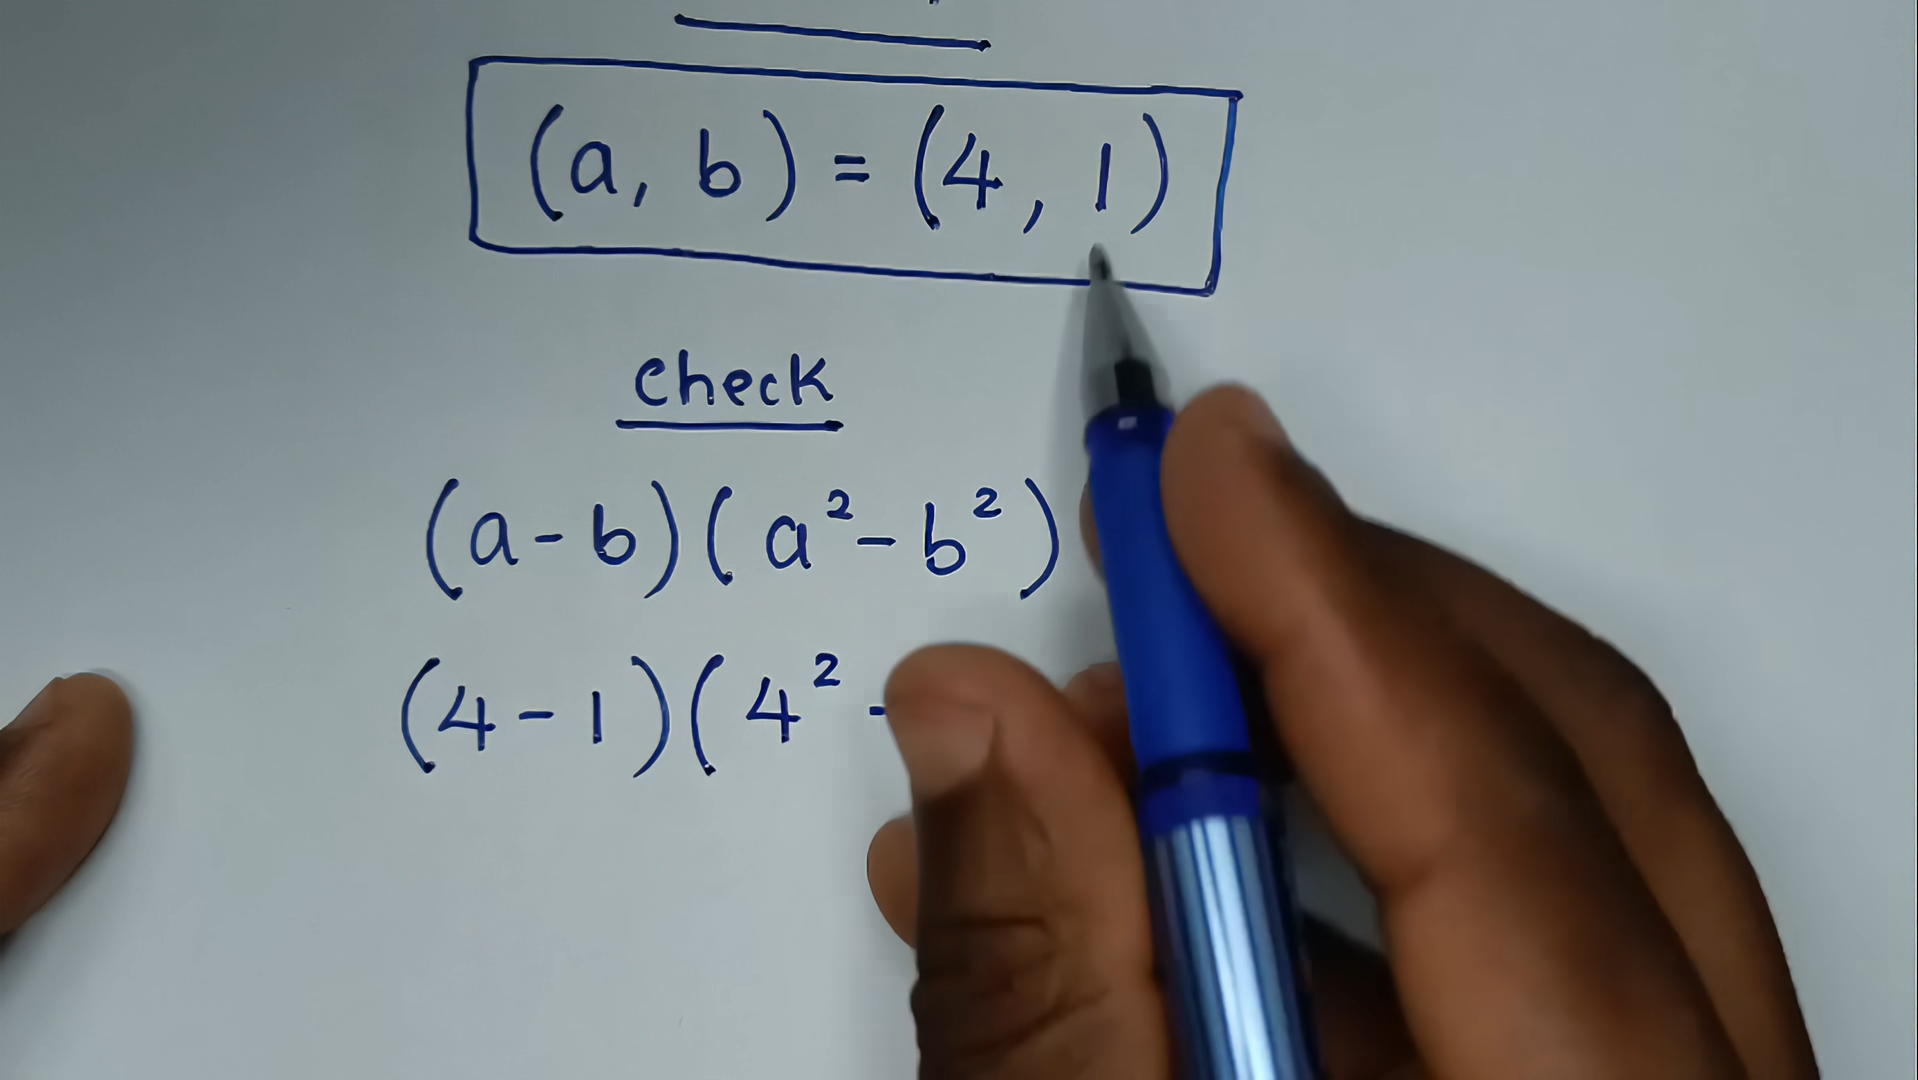 (a, b) = (4, 1)
check
(a-b)(a²-b²)
(4-1)(4² -